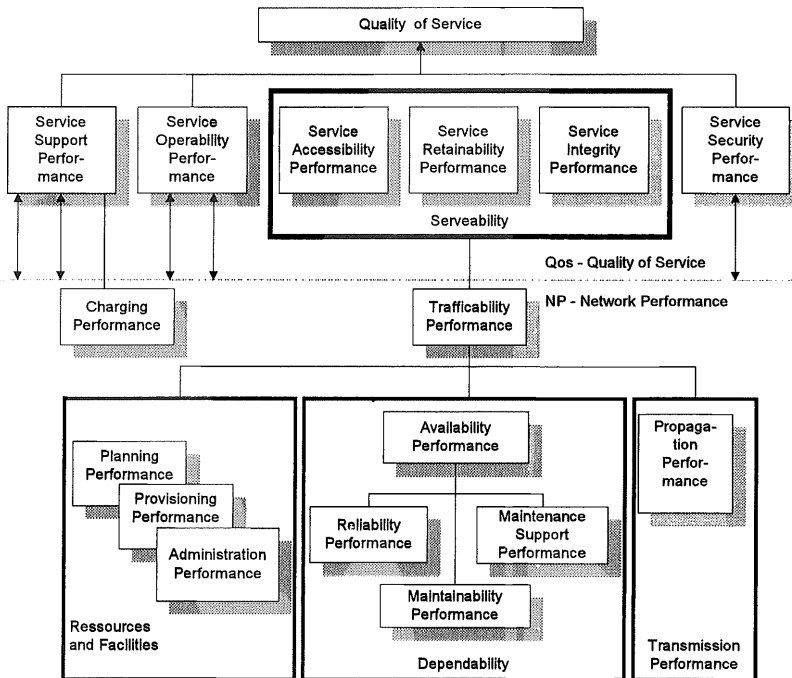 Quality of Service
Service
Support
Perfor-
mance
Service
Operability
Perfor-
mance
Service
Accessibility
Performance
Service
Retainability
Performance
Service
Integrity
Performance
Serveability
Service
Security
Perfor-
mance
Qos - Quality of Service
NP - Network Performance
Charging
Performance
Trafficability
Performance
Planning
Performance
Provisioning
Performance
Administration
Performance
Ressources
and Facilities
Availability
Performance
Reliability
Performance
Maintenance
Support
Performance
Maintainability
Performance
Dependability
Propaga-
tion
Perfor-
mance
Transmission
Performance